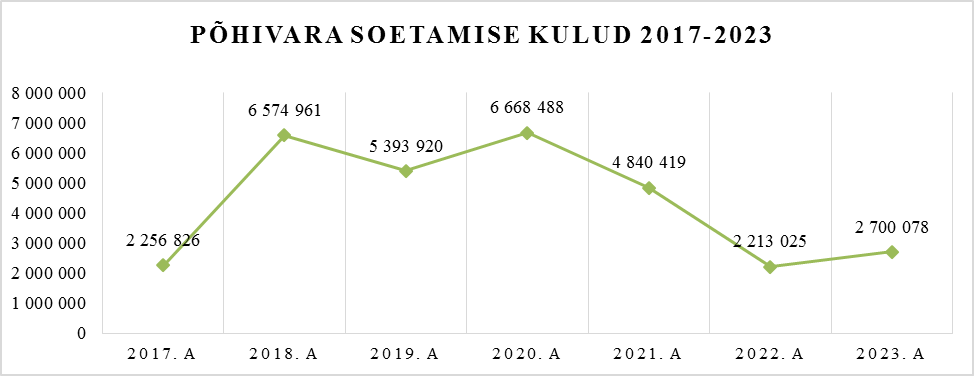 PÕHIVARA SOETAMISE KULUD 2017-2023
8 000 000
7 000 000
6 000 000
5 000 000
4 000 000
3 000 000
2 000 000
1 000 000
0
2 256 826
6 574 961
5 393 920
6 668 488
4 840 419
2 213 025
2 700 078
2017. A
2018. A
2019. A
2020. A
2021. A
2022. A
2023. A